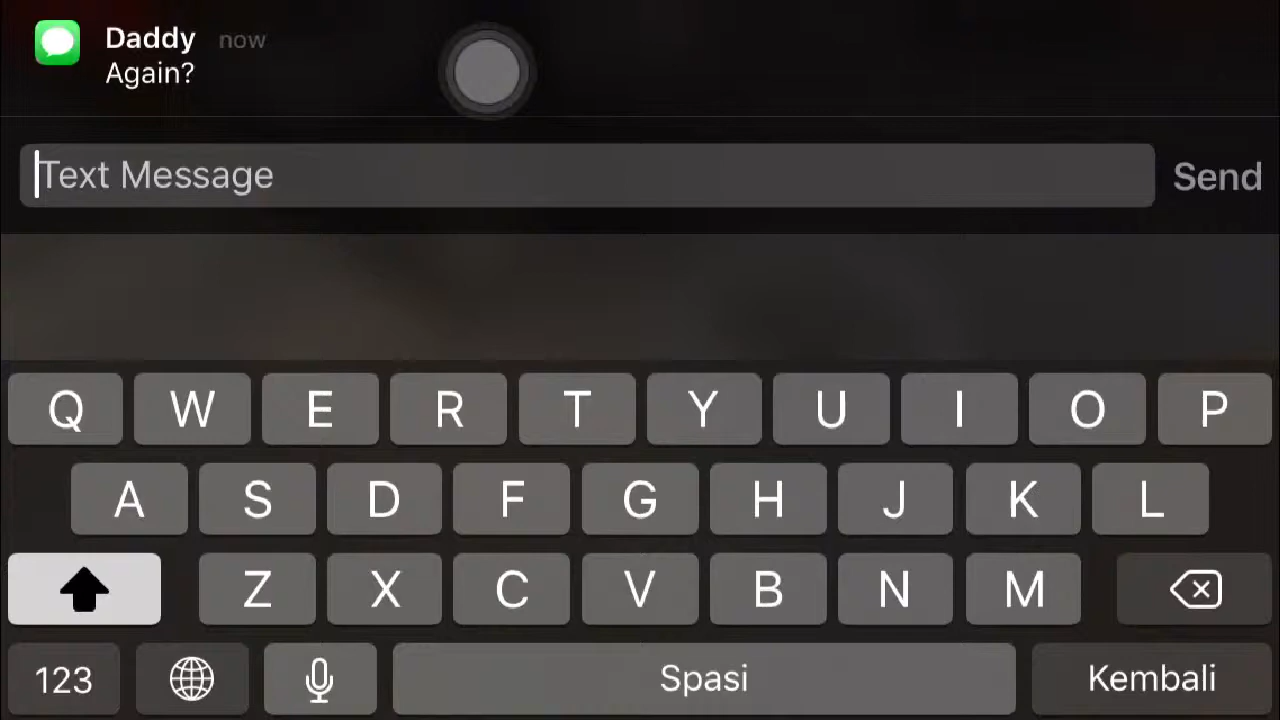 Daddy now
Again?
Text Message Send
Q W E R T Y U I O P
A S D F G H J K L
Z X C V B N M
123 Spasi Kembali